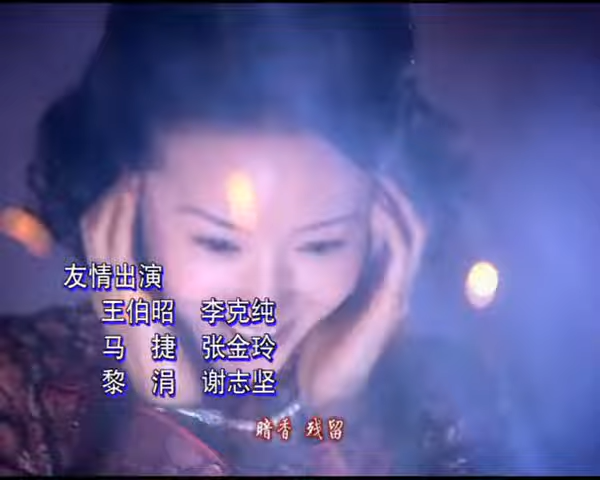 友情出演
王伯昭 李克纯
马捷 张金玲
黎涓 谢志坚
暗香 残留